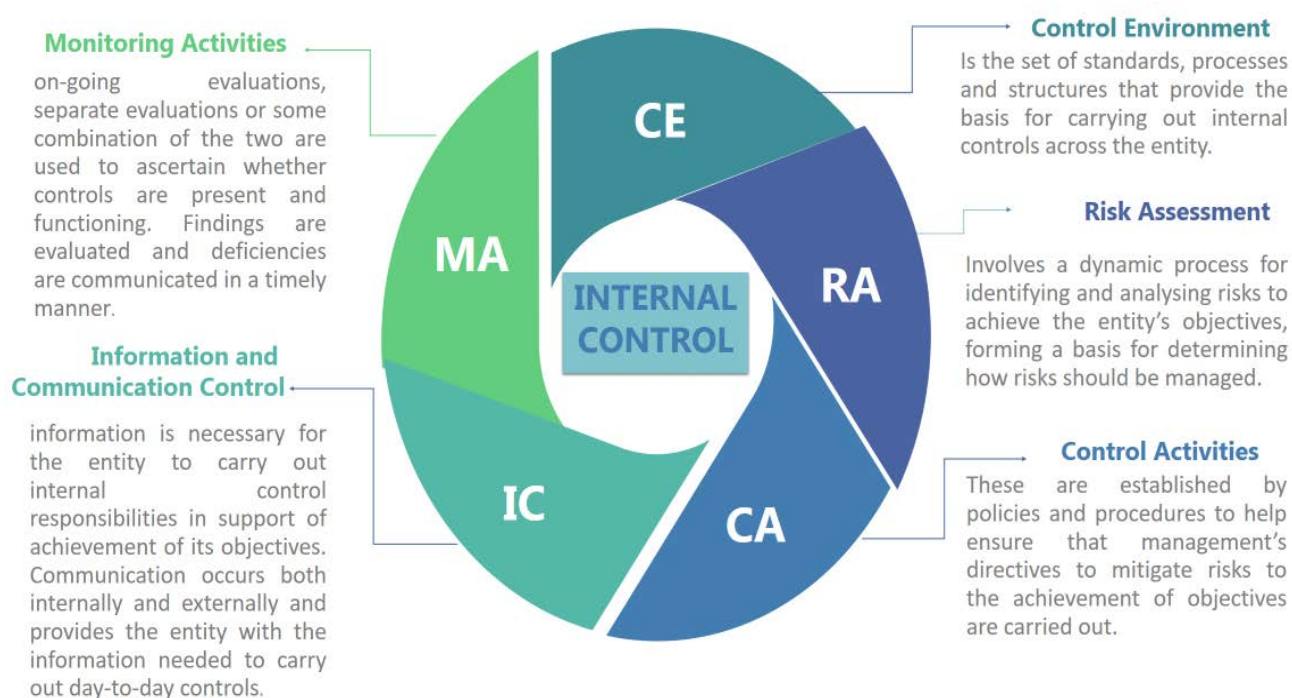 Monitoring Activities
on-going evaluations,
separate evaluations or some
combination of the two are
used to ascertain whether
controls are present and
functioning. Findings are
evaluated and deficiencies
are communicated in a timely
manner.
Information and
Communication Control
information is necessary for
the entity to carry out
internal control
responsibilities in support of
achievement of its objectives.
Communication occurs both
internally and externally and
provides the entity with the
information needed to carry
out day-to-day controls.
CE
MA
RA
INTERNAL
CONTROL
IC
CA
Control Environment
Is the set of standards, processes
and structures that provide the
basis for carrying out internal
controls across the entity.
Risk Assessment
Involves a dynamic process for
identifying and analysing risks to
achieve the entity's objectives,
forming a basis for determining
how risks should be managed.
Control Activities
These are established by
policies and procedures to help
ensure that management's
directives to mitigate risks to
the achievement of objectives
are carried out.